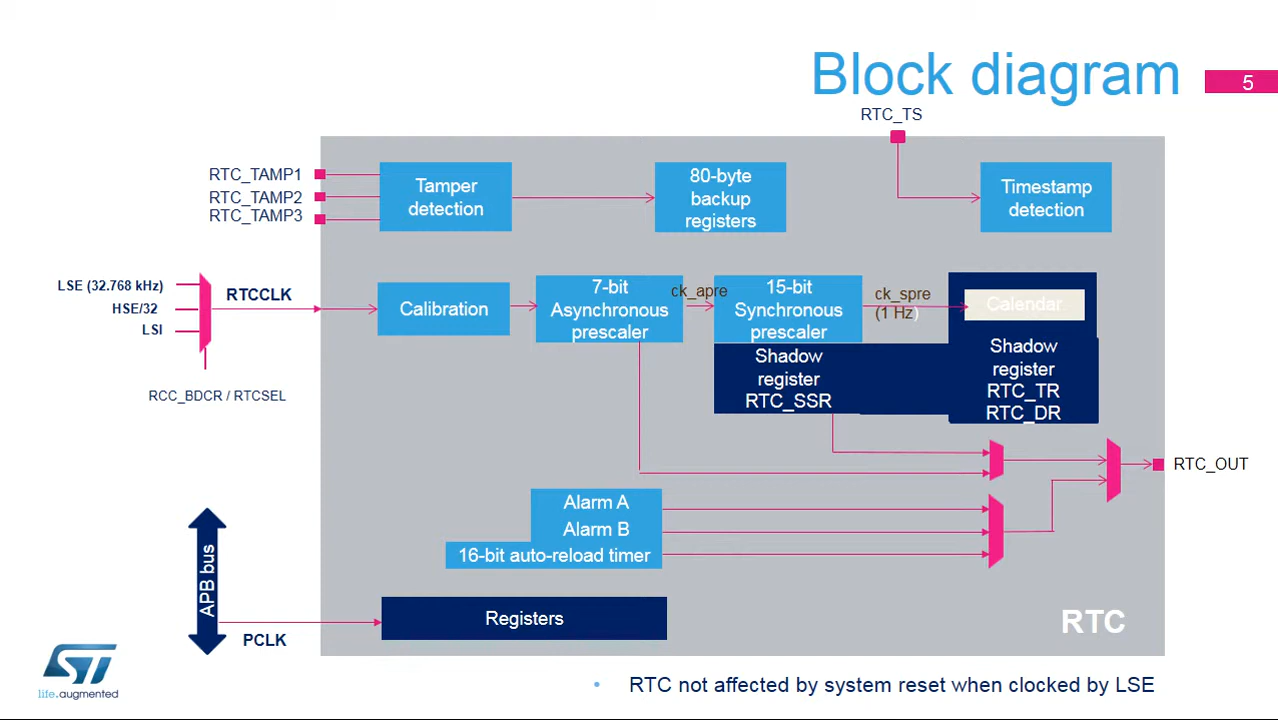 Block diagram
5
RTC_TS
RTC_TAMP1
RTC_TAMP2
RTC_TAMP3
Tamper
detection
80-byte
backup
registers
Timestamp
detection
LSE (32.768 kHz)
HSE/32
LSI
RTCCLK
RCC_BDCR / RTCSEL
Calibration
7-bit
Asynchronous
prescaler
ck_apre
15-bit
Synchronous
prescaler
ck_spre
(1 Hz)
Calendar
Shadow
register
RTC_SSR
Shadow
register
RTC_TR
RTC_DR
RTC_OUT
Alarm A
Alarm B
16-bit auto-reload timer
APB bus
PCLK
Registers
RTC
ST
life.augmented
• RTC not affected by system reset when clocked by LSE